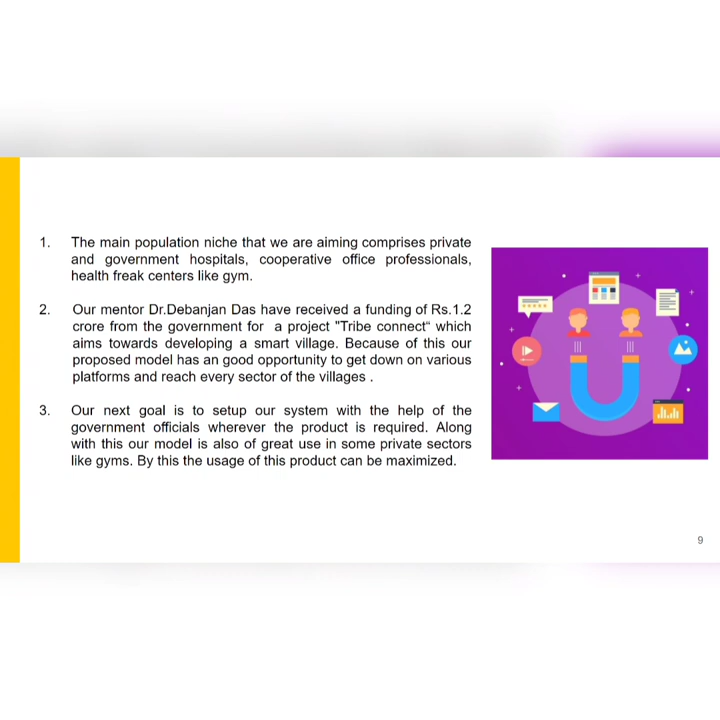 1. The main population niche that we are aiming comprises private
and government hospitals, cooperative office professionals,
health freak centers like gym.
2. Our mentor Dr.Debanjan Das have received a funding of Rs.1.2
crore from the government for a project "Tribe connect“ which
aims towards developing a smart village. Because of this our
proposed model has an good opportunity to get down on various
platforms and reach every sector of the villages .
3. Our next goal is to setup our system with the help of the
government officials wherever the product is required. Along
with this our model is also of great use in some private sectors
like gyms. By this the usage of this product can be maximized.
9